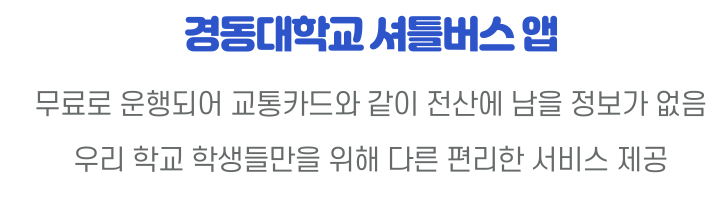 경동대학교 셔틀버스 앱
무료로 운행되어 교통카드와 같이 전산에 남을 정보가 없음
우리 학교 학생들만을 위해 다른 편리한 서비스 제공